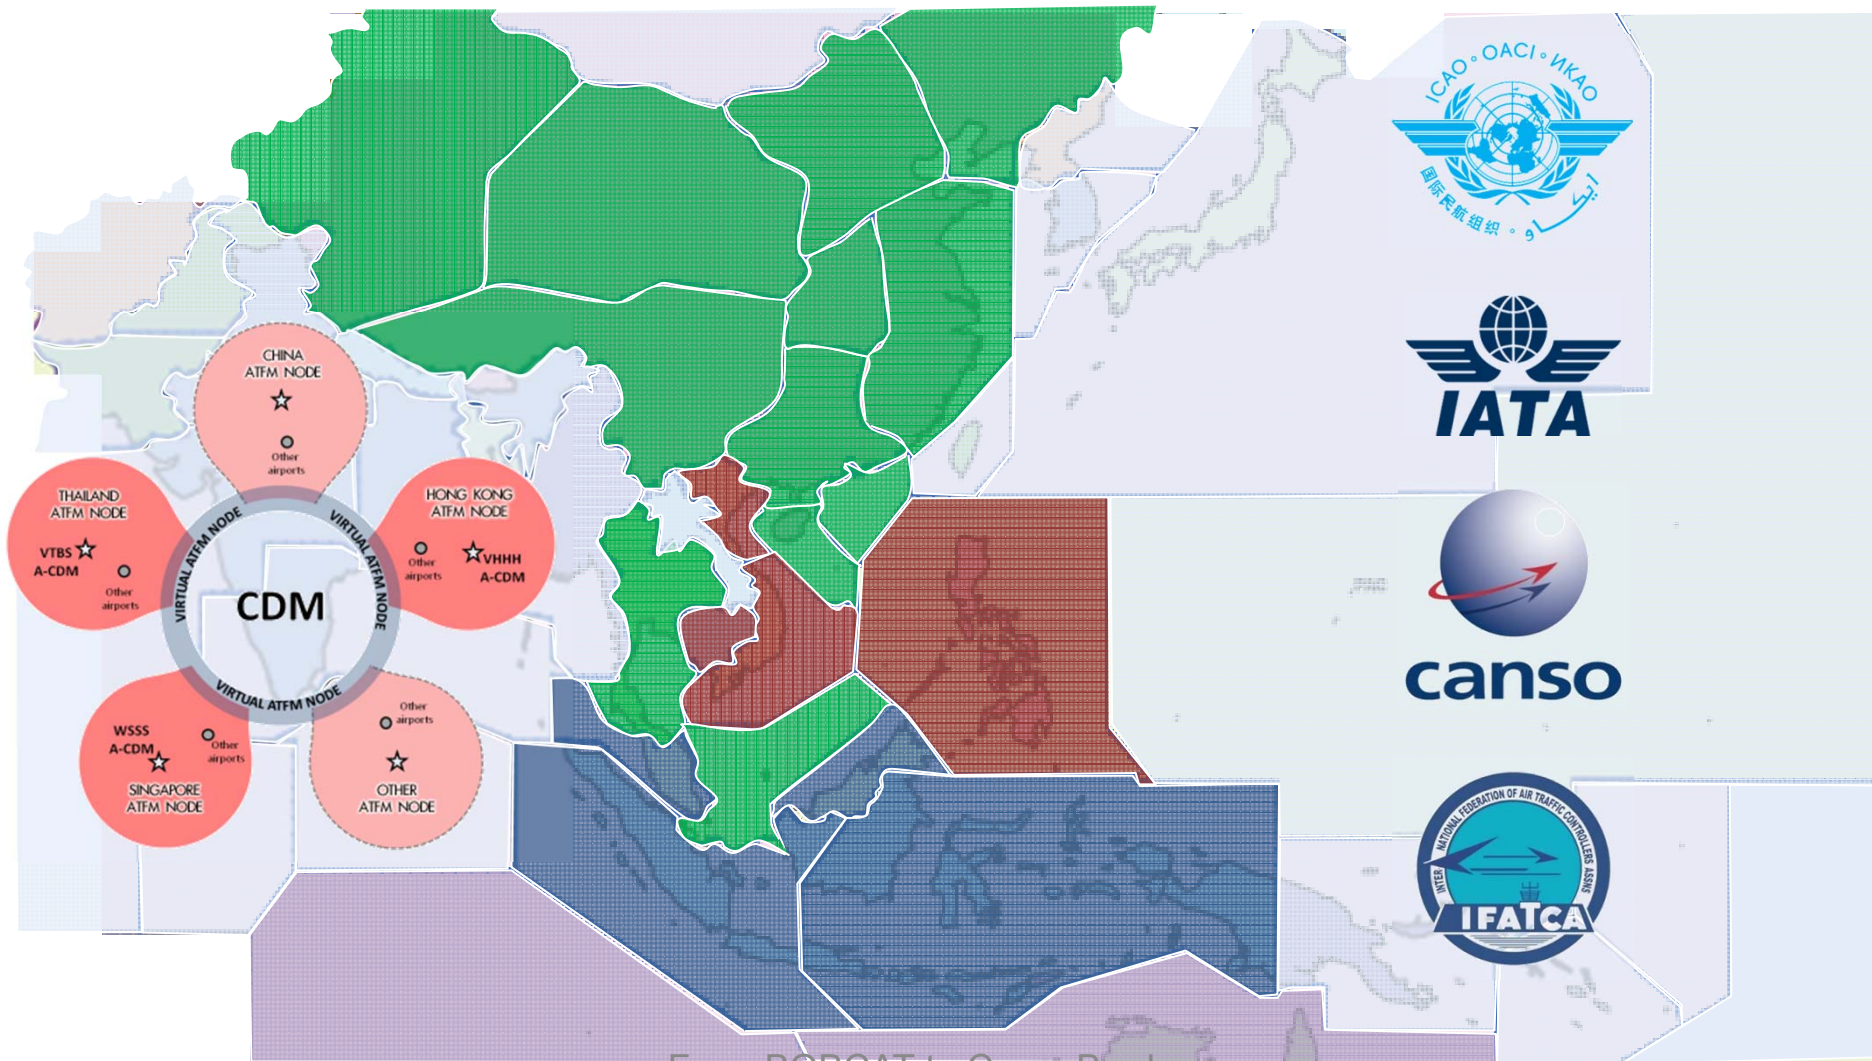 CHINA
ATFM NODE
Other
airports
THAILAND
ATFM NODE
VTBS
A-CDM
Other
airports
HONG KONG
ATFM NODE
Other
airports
VHHH
A-CDM
VIRTUAL ATFM NODE
VIRTUAL ATFM NODE
CDM
VIRTUAL ATFM NODE
WSSS
A-CDM
Other
airports
SINGAPORE
ATFM NODE
Other
airports
OTHER
ATFM NODE
ICAO ° OACI ° ИКАО
国际民航组织 ° إيكاو
IATA
canso
INTERNATIONAL FEDERATION OF AIR TRAFFIC CONTROLLERS ASSNS
IFATCA